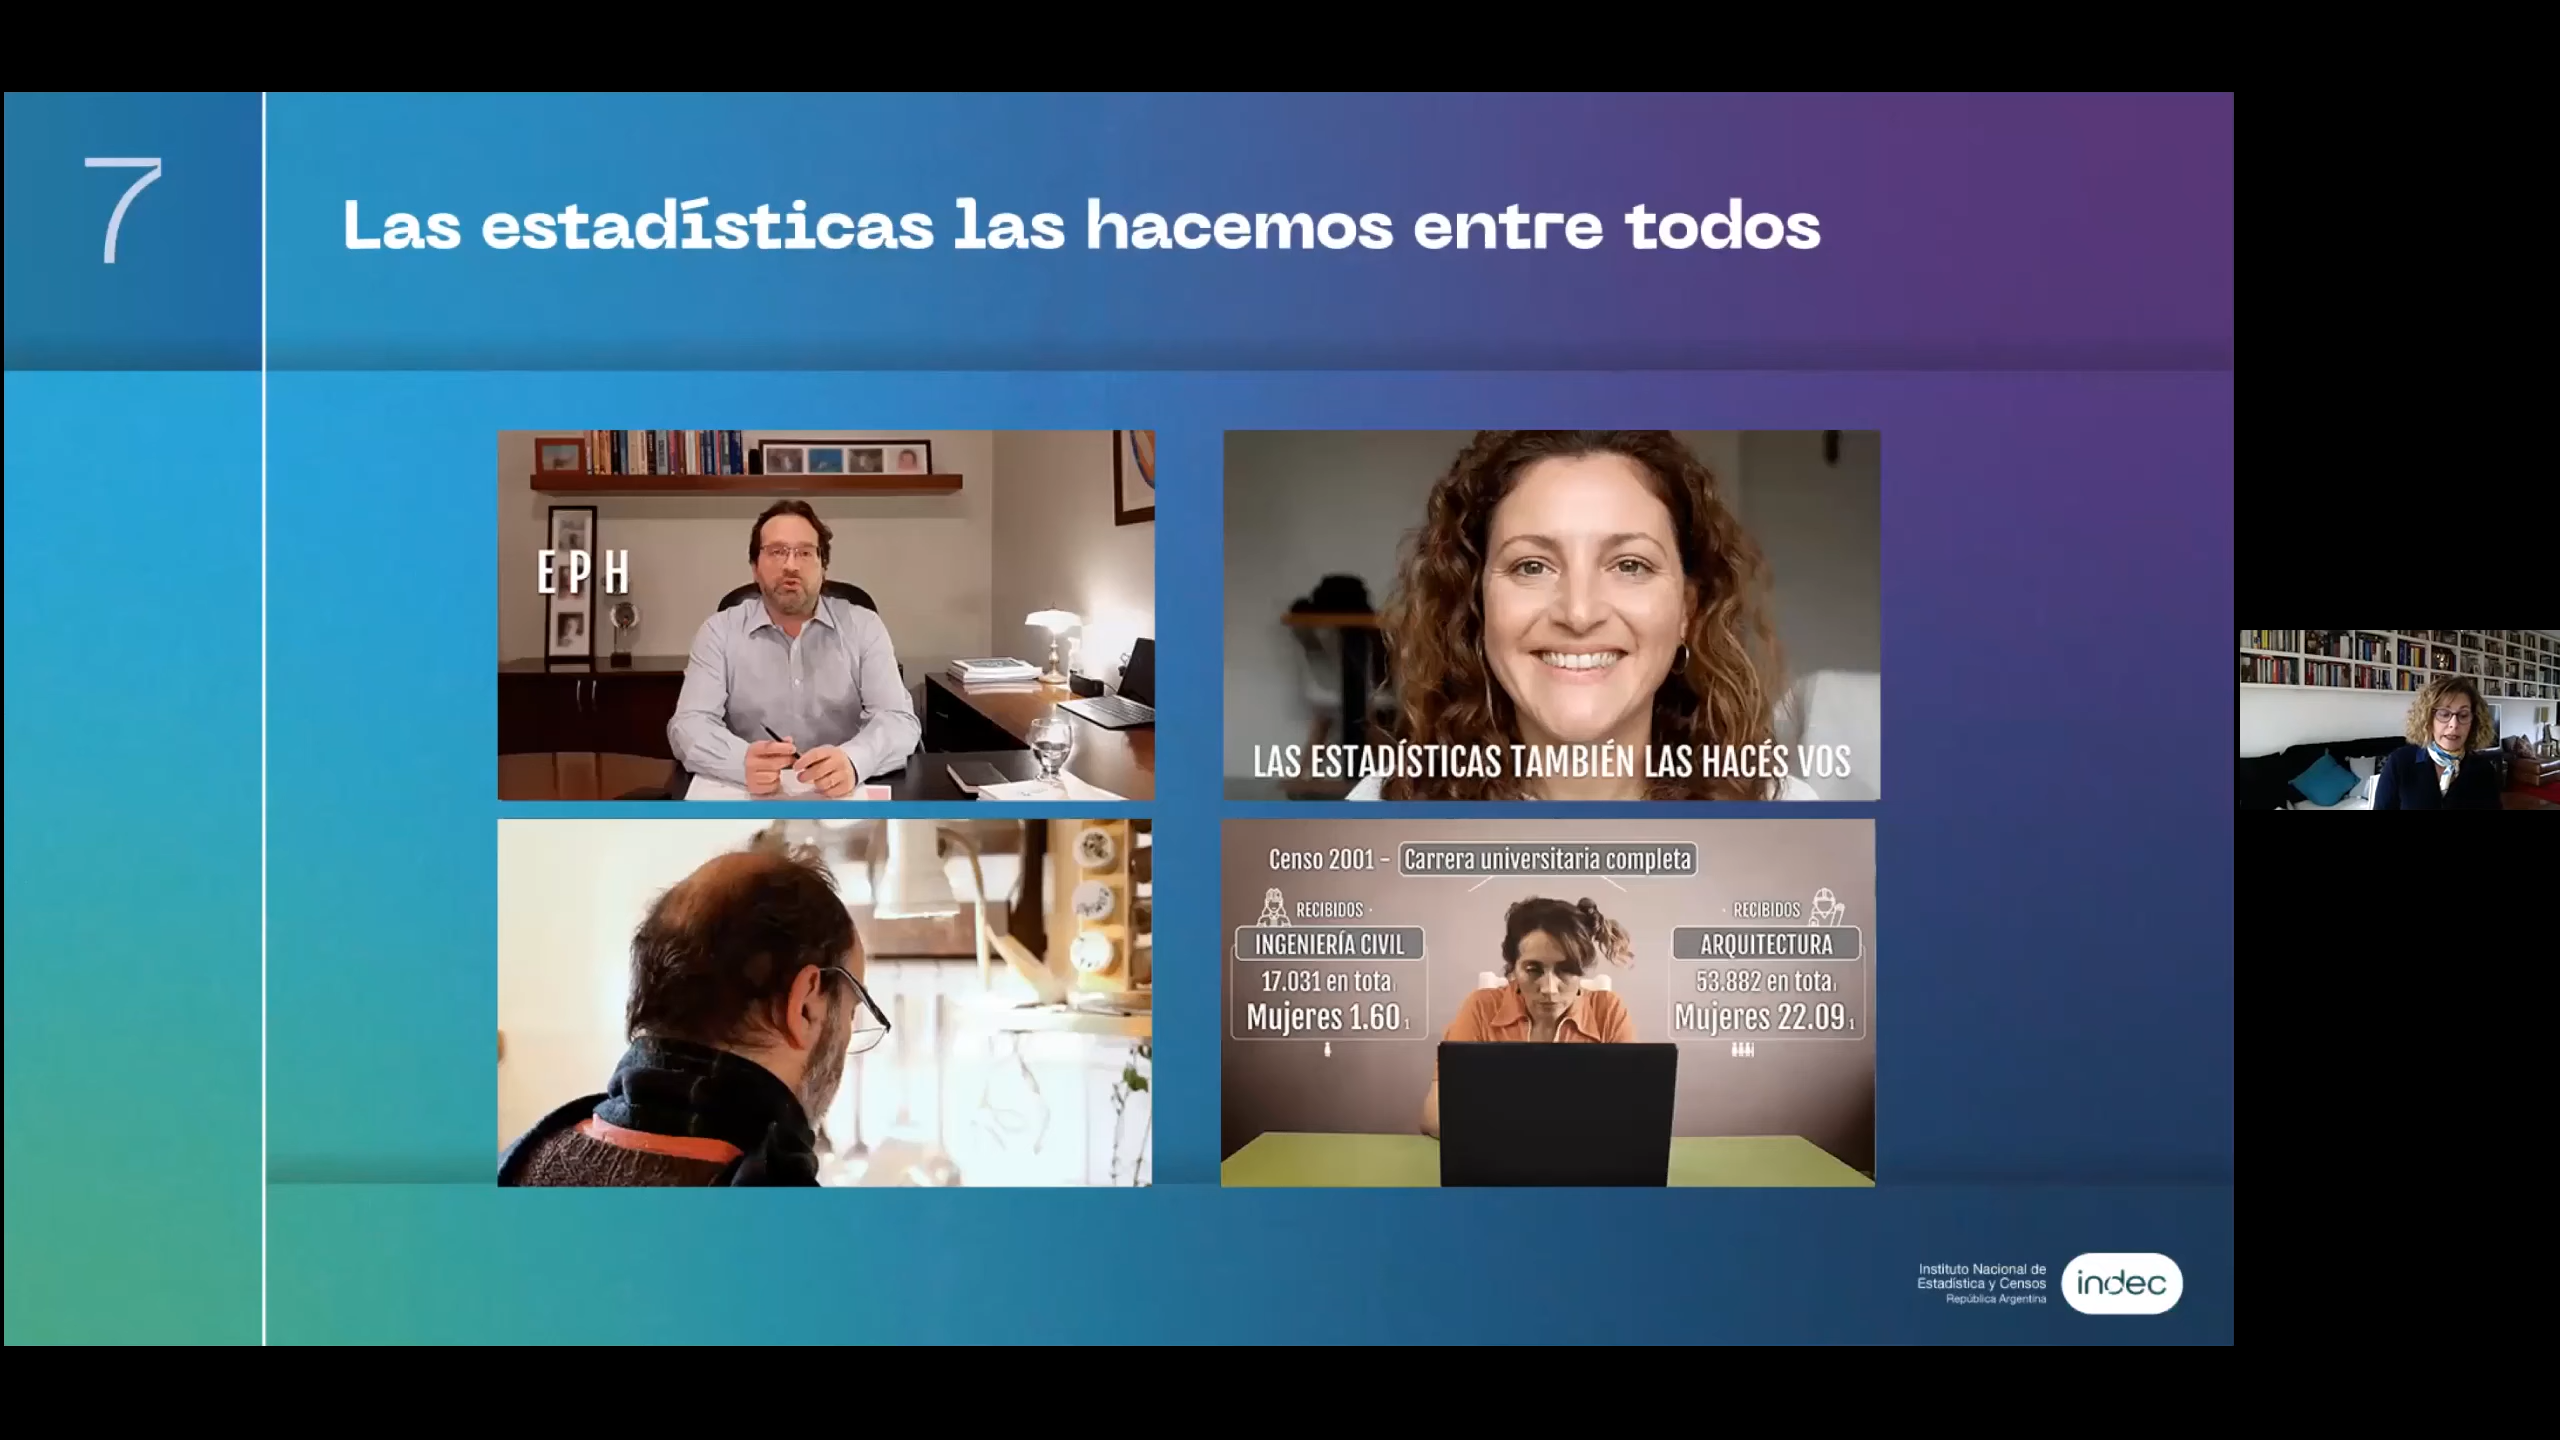 7
Las estadísticas las hacemos entre todos
E P H
LAS ESTADÍSTICAS TAMBIÉN LAS HACÉS VOS
Censo 2001 - Carrera universitaria completa
· RECIBIDOS ·
INGENIERÍA CIVIL
17.031 en tota
Mujeres 1.60
· RECIBIDOS
ARQUITECTURA
53.882 en tota
Mujeres 22.09
Instituto Nacional de
Estadística y Censos
República Argentina
indec